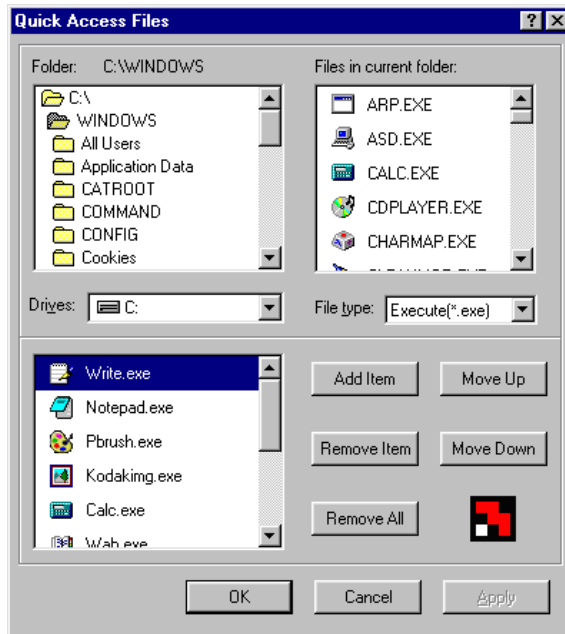 Quick Access Files
Folder: C:\WINDOWS
C:\
WINDOWS
All Users
Application Data
CATROOT
COMMAND
CONFIG
Cookies
Drives: C:
Files in current folder:
ARP.EXE
ASD.EXE
CALC.EXE
CDPLAYER.EXE
CHARMAP.EXE
File type: Execute(*.exe)
Write.exe
Notepad.exe
Pbrush.exe
Kodakimg.exe
Calc.exe
Wab.exe
Add Item Move Up
Remove Item Move Down
Remove All
OK Cancel Apply